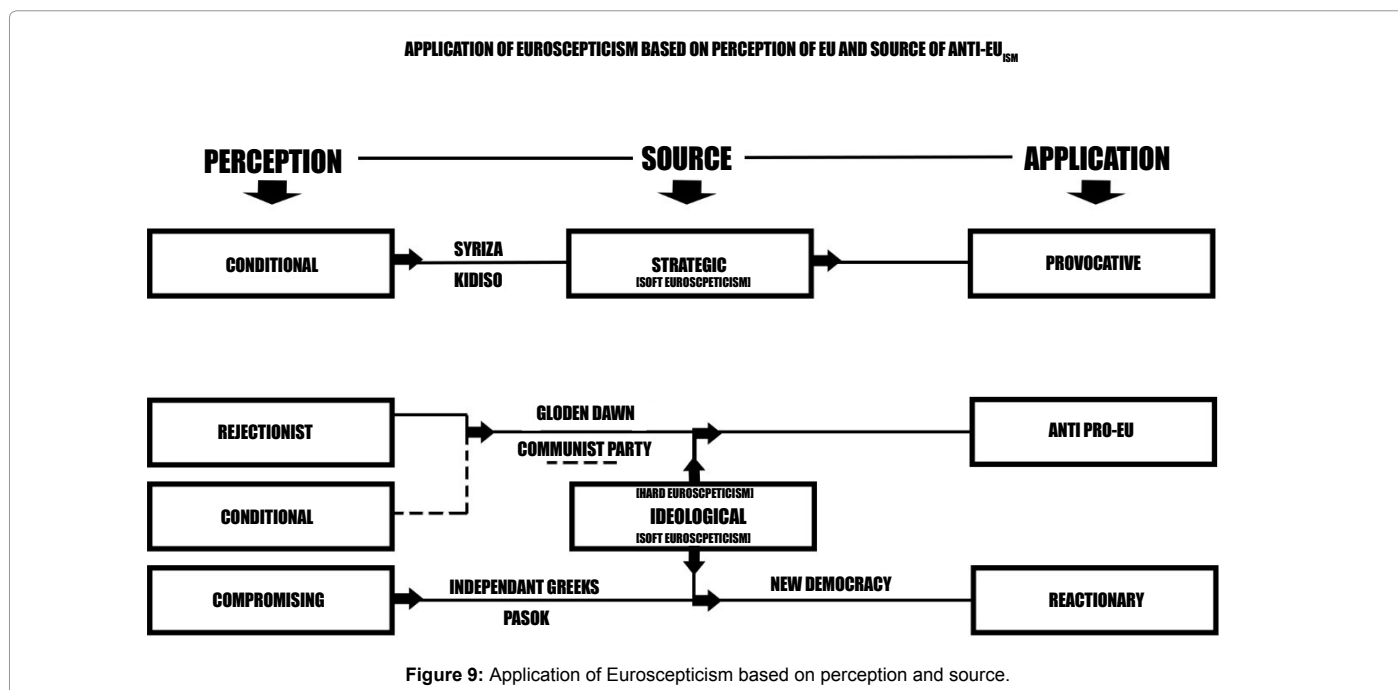 APPLICATION OF EUROSCEPTICISM BASED ON PERCEPTION OF EU AND SOURCE OF ANTI-EU ISM
PERCEPTION SOURCE APPLICATION
CONDITIONAL
SYRIZA
KIDISO
STRATEGIC
[SOFT EUROSCPETICISM]
PROVOCATIVE
REJECTIONIST
GLODEN DAWN
COMMUNIST PARTY
ANTI PRO-EU
CONDITIONAL
[HARD EUROSCPETICISM]
IDEOLOGICAL
[SOFT EUROSCPETICISM]
COMPROMISING
INDEPENDANT GREEKS
PASOK
NEW DEMOCRACY
REACTIONARY
Figure 9: Application of Euroscepticism based on perception and source.